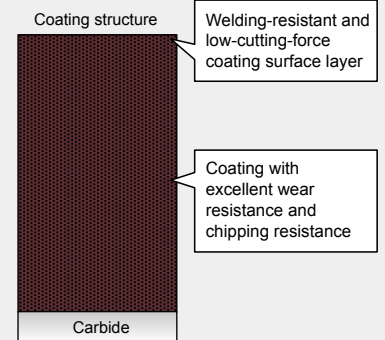 Coating structure
Welding-resistant and
low-cutting-force
coating surface layer
Coating with
excellent wear
resistance and
chipping resistance
Carbide